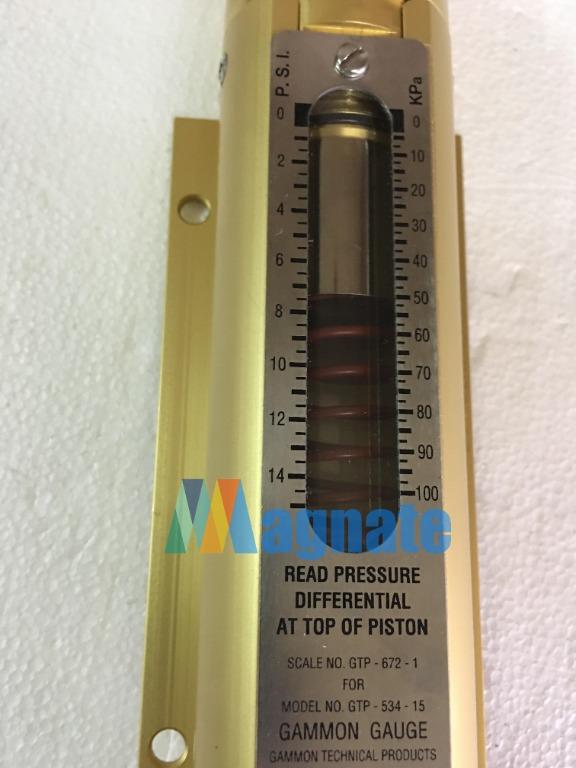 P. S. I.
KPa
0 0
2 10
4 20
6 30
8 40
10 50
12 60
14 70
80
90
100
Magnate
READ PRESSURE
DIFFERENTIAL
AT TOP OF PISTON
SCALE NO. GTP - 672 - 1
FOR
MODEL NO. GTP - 534 - 15
GAMMON GAUGE
GAMMON TECHNICAL PRODUCTS